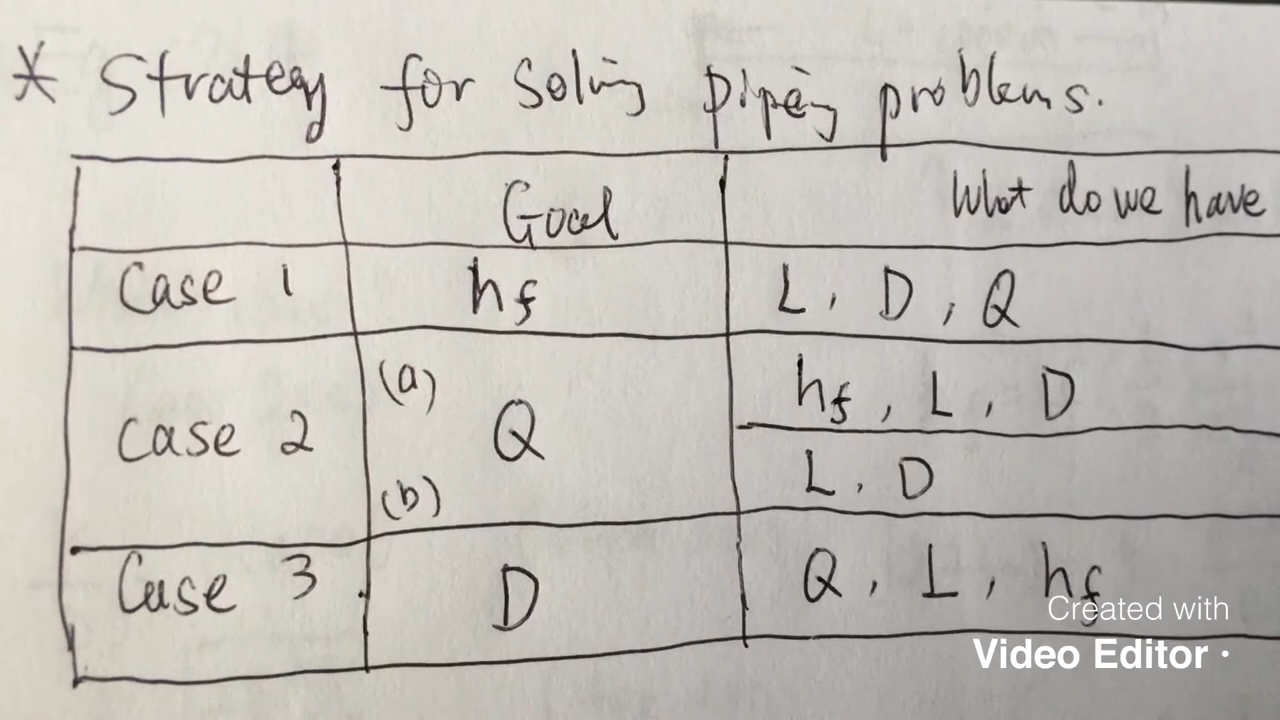 * Strategy for solving piping problems.
Goal What do we have
Case 1 hf L, D, Q
Case 2 (a) Q hf, L, D
(b) L, D
Case 3 D Q, L, hf
Created with
Video Editor